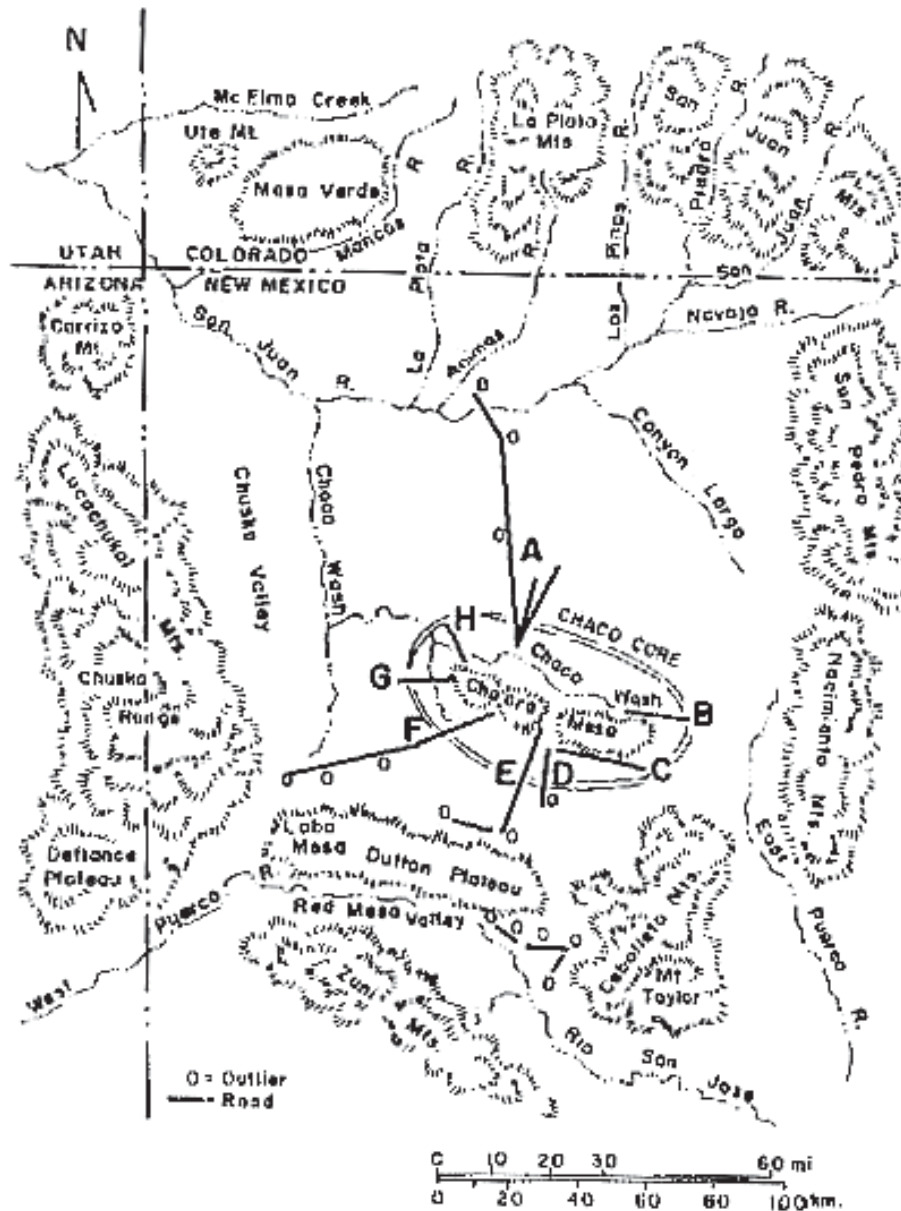 N
Mc Elmo Creek
Ute Mt.
Mesa Verde
Mancos R.
La Plata R.
La Plata Mts
Animas R.
Los Pinos R.
Piedra R.
San Juan Mts
San Juan R.
UTAH
COLORADO
ARIZONA
NEW MEXICO
Navajo R.
Carrizo Mt.
San Juan R.
Canyon Largo
San Pedro Mts
Lucachukai Mts.
Chuska Valley
Chaco Wash
A
CHACO CORE
H
Chaco Wash
G
Chacra Mesa
B
Chuska Range
F
E
D
C
Nacimiento Mts.
Lobo Mesa
Dutton Plateau
Defiance Plateau
West Puerco R.
Red Mesa Valley
Cebolleta Mts.
Mt Taylor
East Puerco R.
Zuni Mts.
Rio San Jose
O = Outlier
Road
0 10 20 30 60 mi
0 20 40 60 80 100 km.